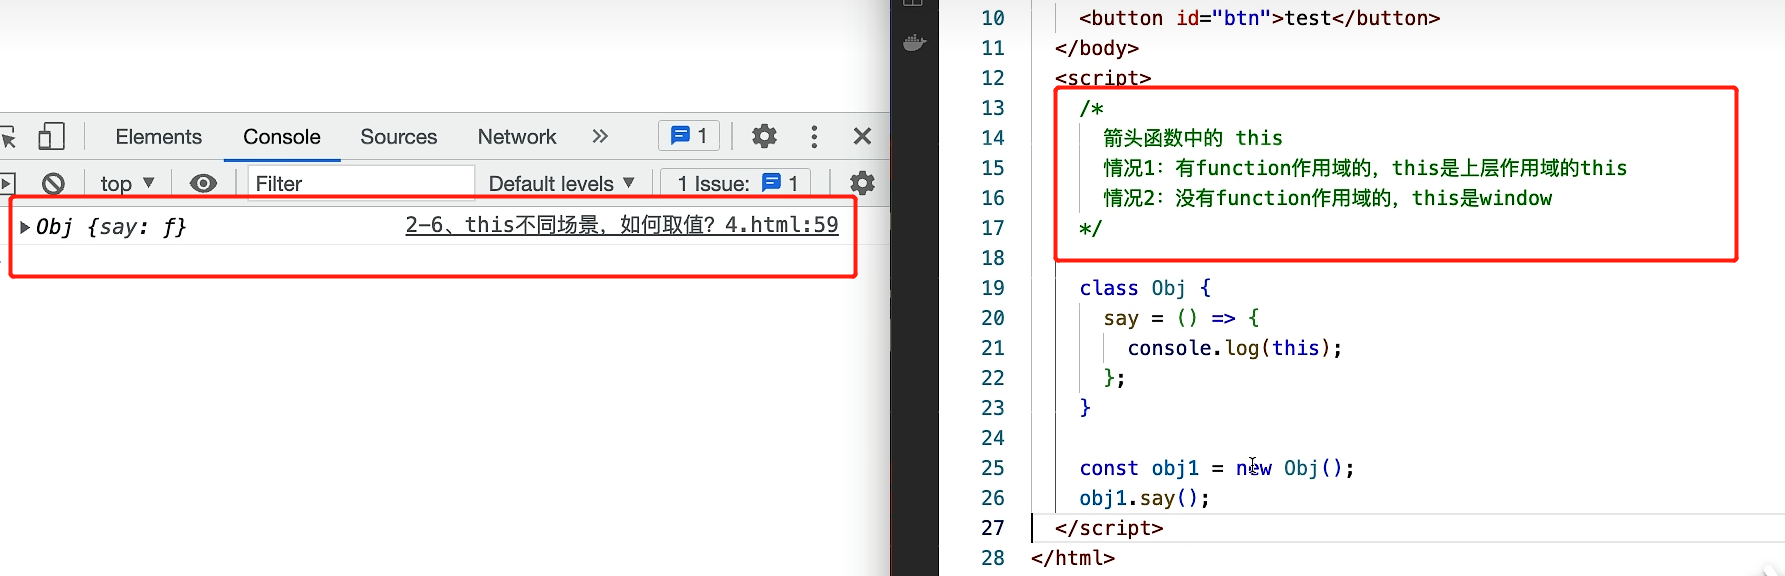 Elements Console Sources Network 1
top Filter Default levels 1 Issue: 1
Obj {say: ƒ} 2-6、this不同场景，如何取值？4.html:59
10 <button id="btn">test</button>
11 </body>
12 <script>
13 /*
14 箭头函数中的 this
15 情况1：有function作用域的，this是上层作用域的this
16 情况2：没有function作用域的，this是window
17 */
18
19 class Obj {
20 say = () => {
21 console.log(this);
22 };
23 }
24
25 const obj1 = new Obj();
26 obj1.say();
27 </script>
28 </html>